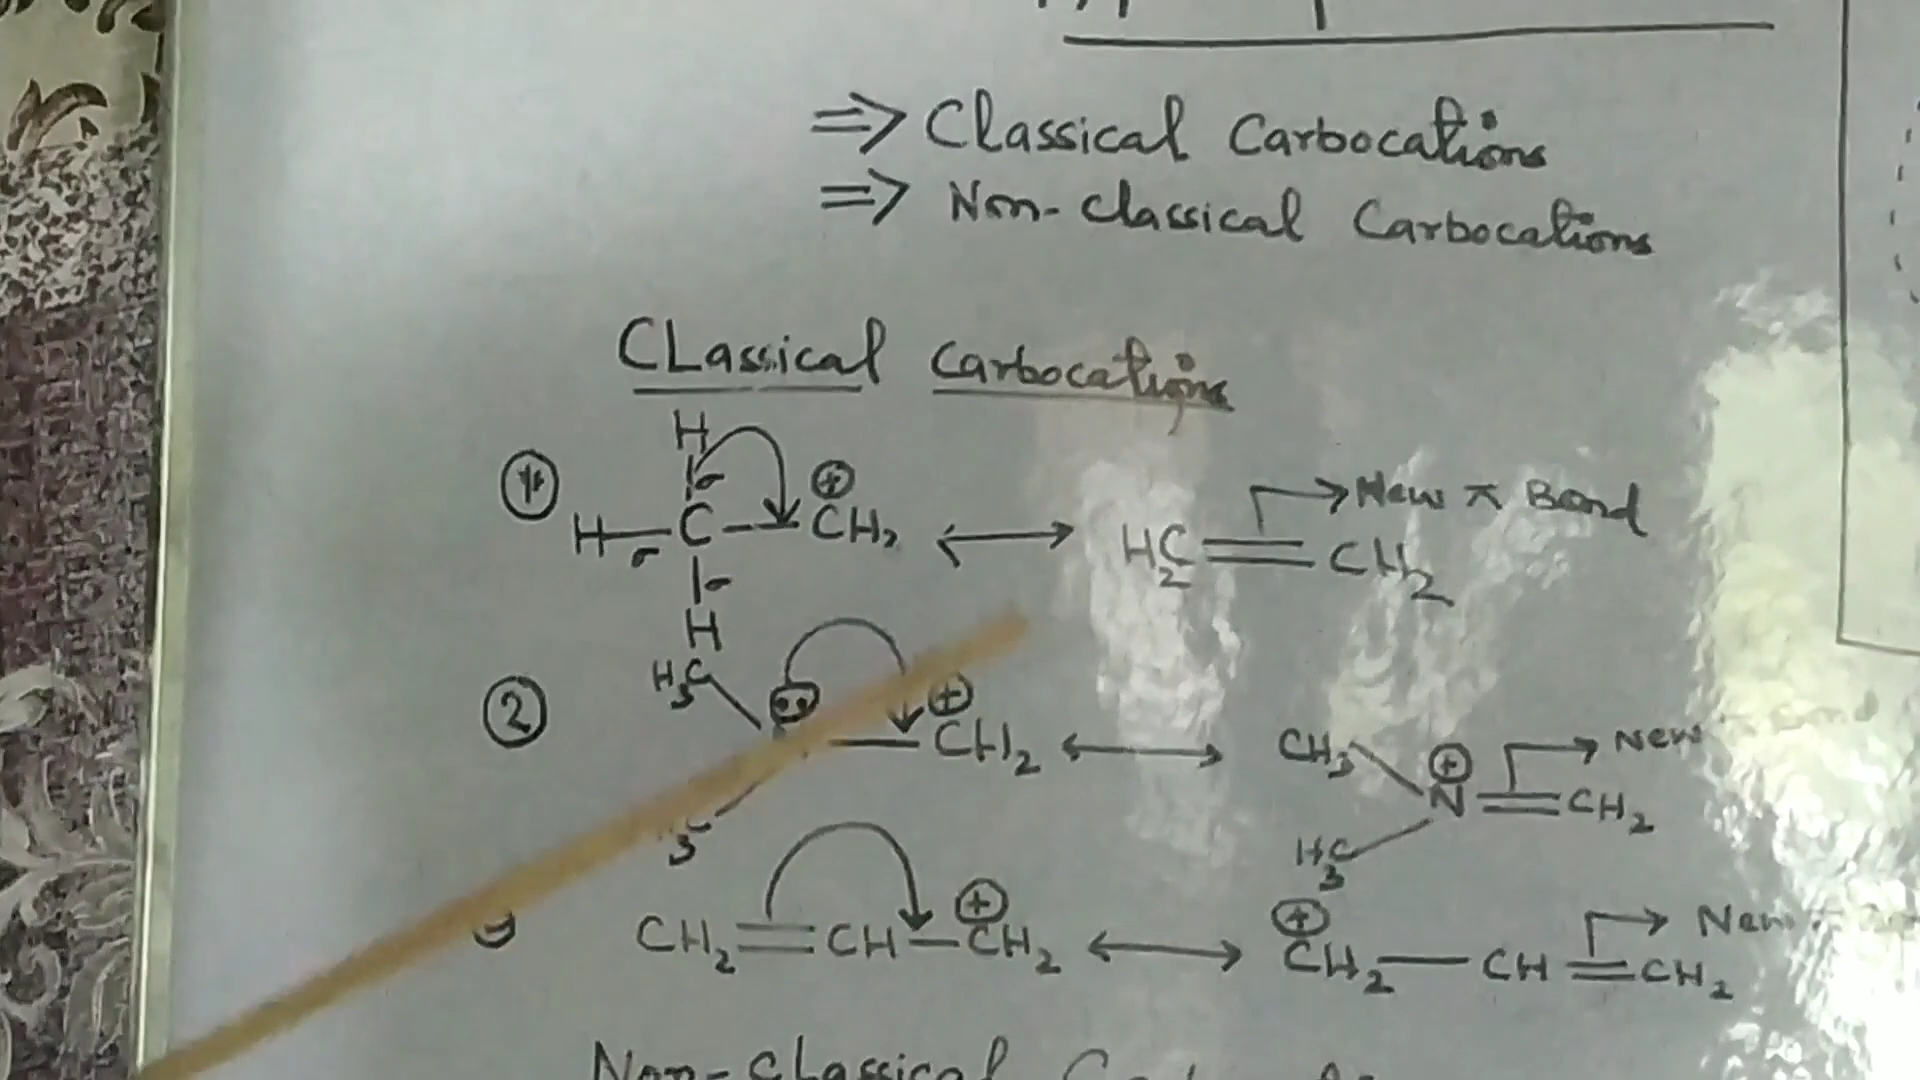 ⇒ Classical Carbocations
⇒ Non-Classical Carbocations
CLassical Carbocations
H
① H — C — ⊕CH₂ ⟷ H₂C = CH₂ → New π Bond
σ σ σ
H
H₃C
② •• — ⊕CH₂ ⟷ CH₃ ⊕N = CH₂ → New
3 H₃C
CH₂ = CH — ⊕CH₂ ⟷ ⊕CH₂ — CH = CH₂ → New
Non-Classical